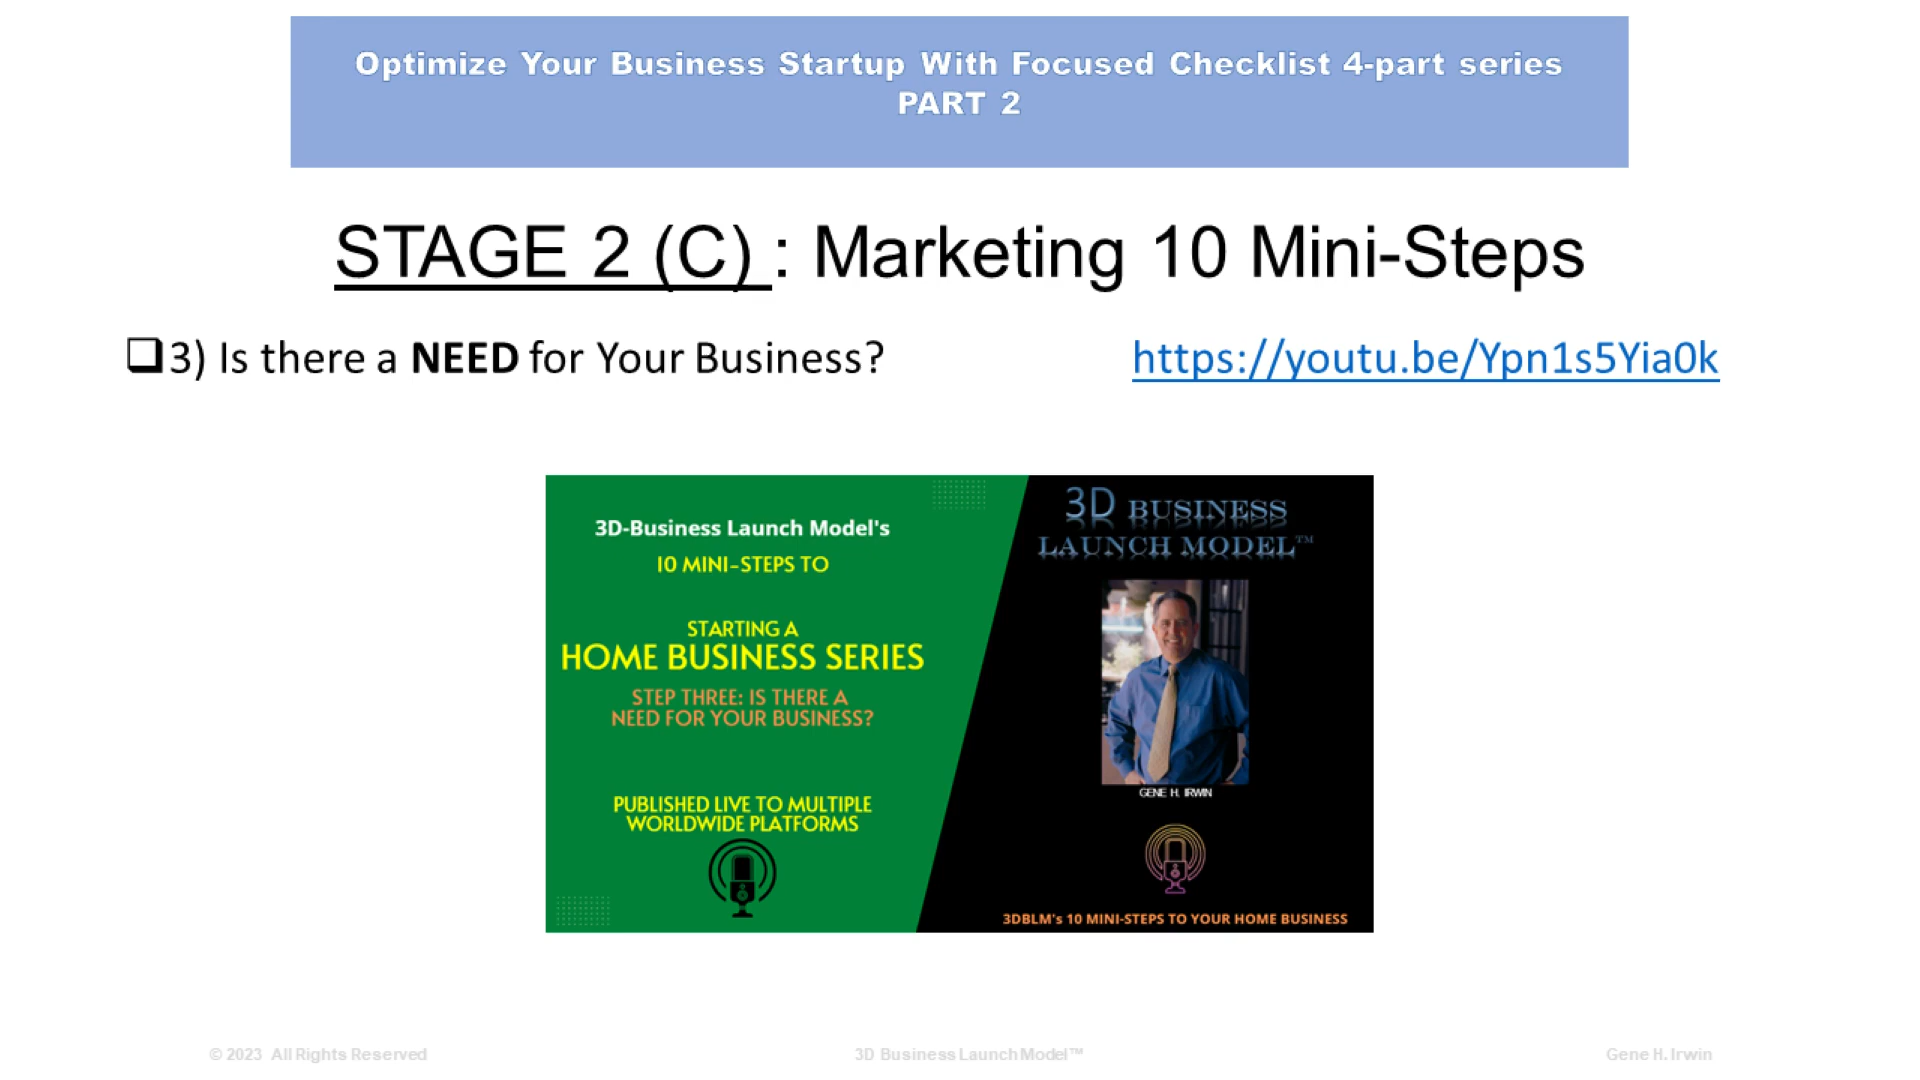 Optimize Your Business Startup With Focused Checklist 4-part series
PART 2
STAGE 2 (C) : Marketing 10 Mini-Steps
❑3) Is there a NEED for Your Business? https://youtu.be/Ypn1s5Yia0k
3D-Business Launch Model's
10 MINI-STEPS TO
STARTING A
HOME BUSINESS SERIES
STEP THREE: IS THERE A
NEED FOR YOUR BUSINESS?
PUBLISHED LIVE TO MULTIPLE
WORLDWIDE PLATFORMS
3D BUSINESS
LAUNCH MODEL™
GENE H. IRWIN
3DBLM's 10 MINI-STEPS TO YOUR HOME BUSINESS
© 2023 All Rights Reserved 3D Business Launch Model™ Gene H. Irwin